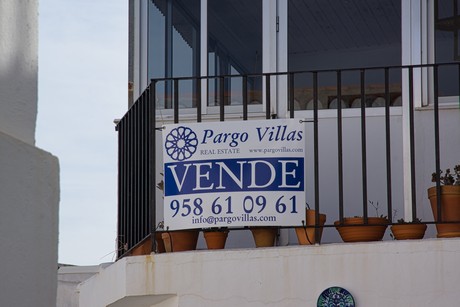 Pargo Villas
REAL ESTATE www.pargovillas.com
VENDE
958 61 09 61
info@pargovillas.com